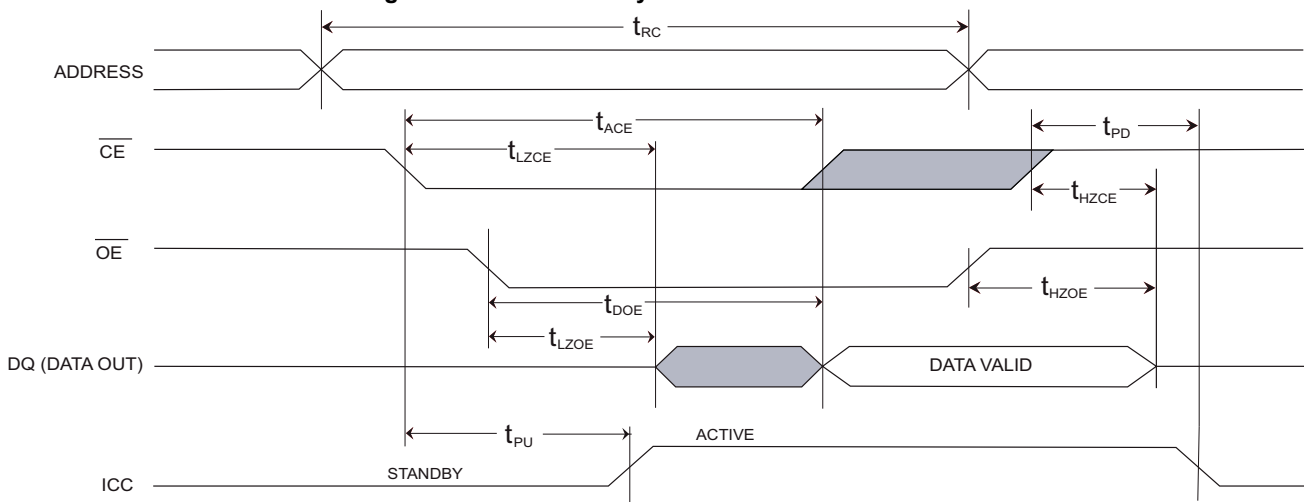 tRC
ADDRESS
tACE
tPD
CE
tLZCE
tHZCE
OE
tHZOE
tDOE
tLZOE
DQ (DATA OUT)
DATA VALID
tPU
ACTIVE
STANDBY
ICC